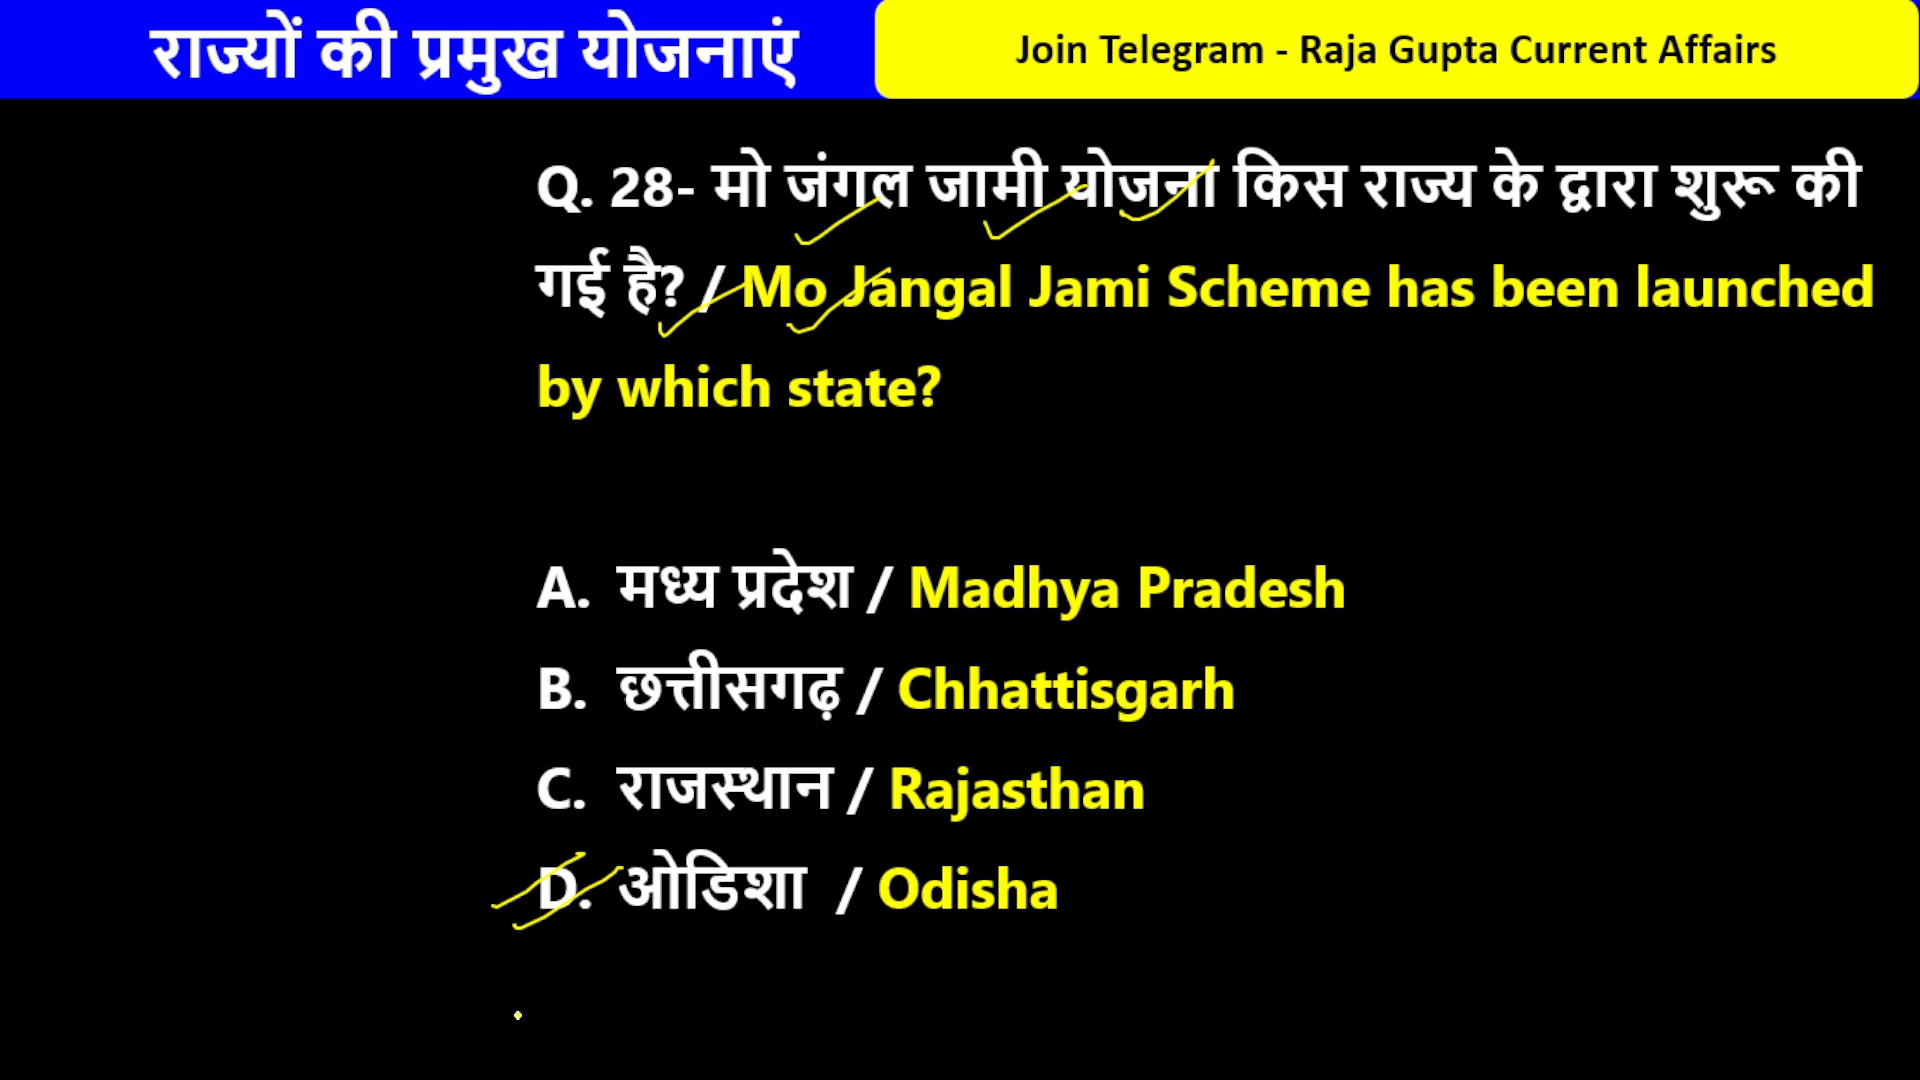 राज्यों की प्रमुख योजनाएं
Join Telegram - Raja Gupta Current Affairs
Q. 28- मो जंगल जामी योजना किस राज्य के द्वारा शुरू की
गई है? / Mo Jangal Jami Scheme has been launched
by which state?
A. मध्य प्रदेश / Madhya Pradesh
B. छत्तीसगढ़ / Chhattisgarh
C. राजस्थान / Rajasthan
D. ओडिशा / Odisha